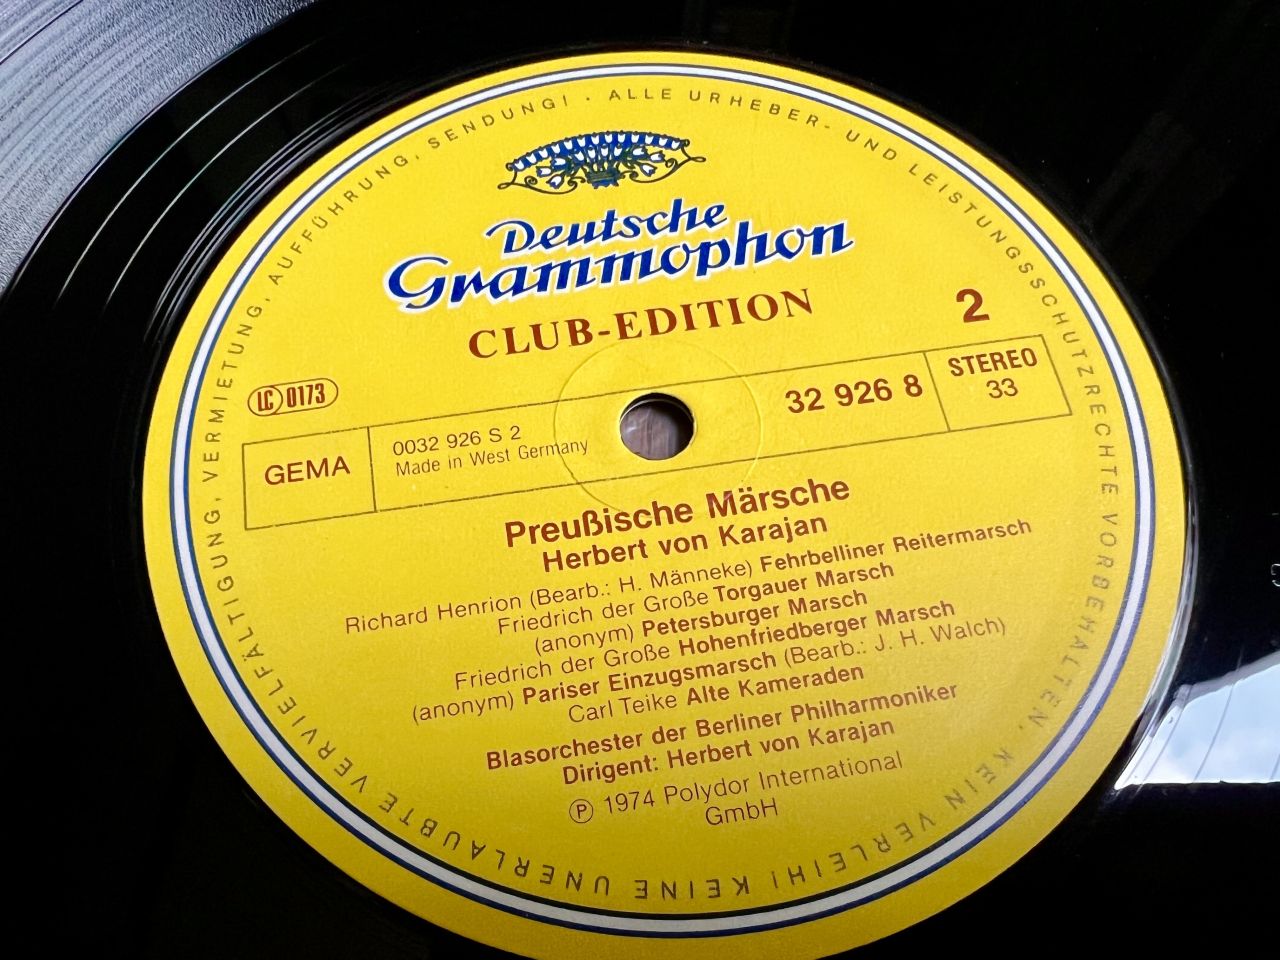 ALLE URHEBER- UND LEISTUNGSSCHUTZRECHTE VORBEHALTEN. KEIN VERLEIH! KEINE UNERLAUBTE VERVIELFÄLTIGUNG, VERMIETUNG, AUFFÜHRUNG, SENDUNG! ·
Deutsche
Grammophon
CLUB-EDITION
2
LC 0173
GEMA
0032 926 S 2
Made in West Germany
32 926 8
STEREO
33
Preußische Märsche
Herbert von Karajan
Richard Henrion (Bearb.: H. Männeke) Fehrbelliner Reitermarsch
Friedrich der Große Torgauer Marsch
(anonym) Petersburger Marsch
Friedrich der Große Hohenfriedberger Marsch
(anonym) Pariser Einzugsmarsch (Bearb.: J. H. Walch)
Carl Teike Alte Kameraden
Blasorchester der Berliner Philharmoniker
Dirigent: Herbert von Karajan
Ⓟ 1974 Polydor International
GmbH